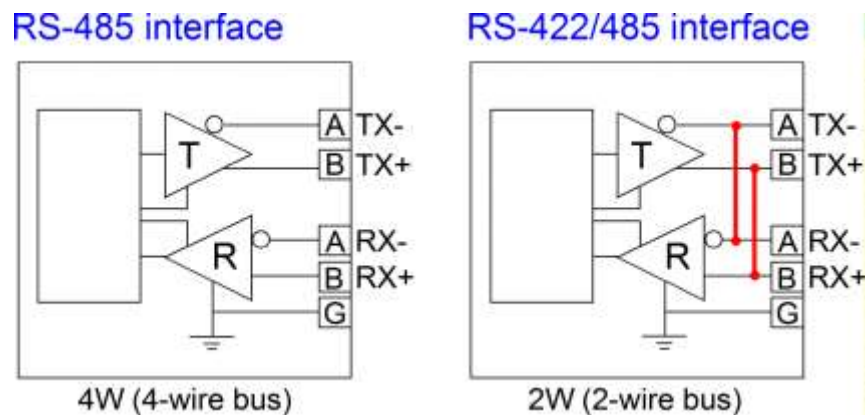 RS-485 interface
T
A TX-
B TX+
R
A RX-
B RX+
G
4W (4-wire bus)
RS-422/485 interface
T
A TX-
B TX+
R
A RX-
B RX+
G
2W (2-wire bus)